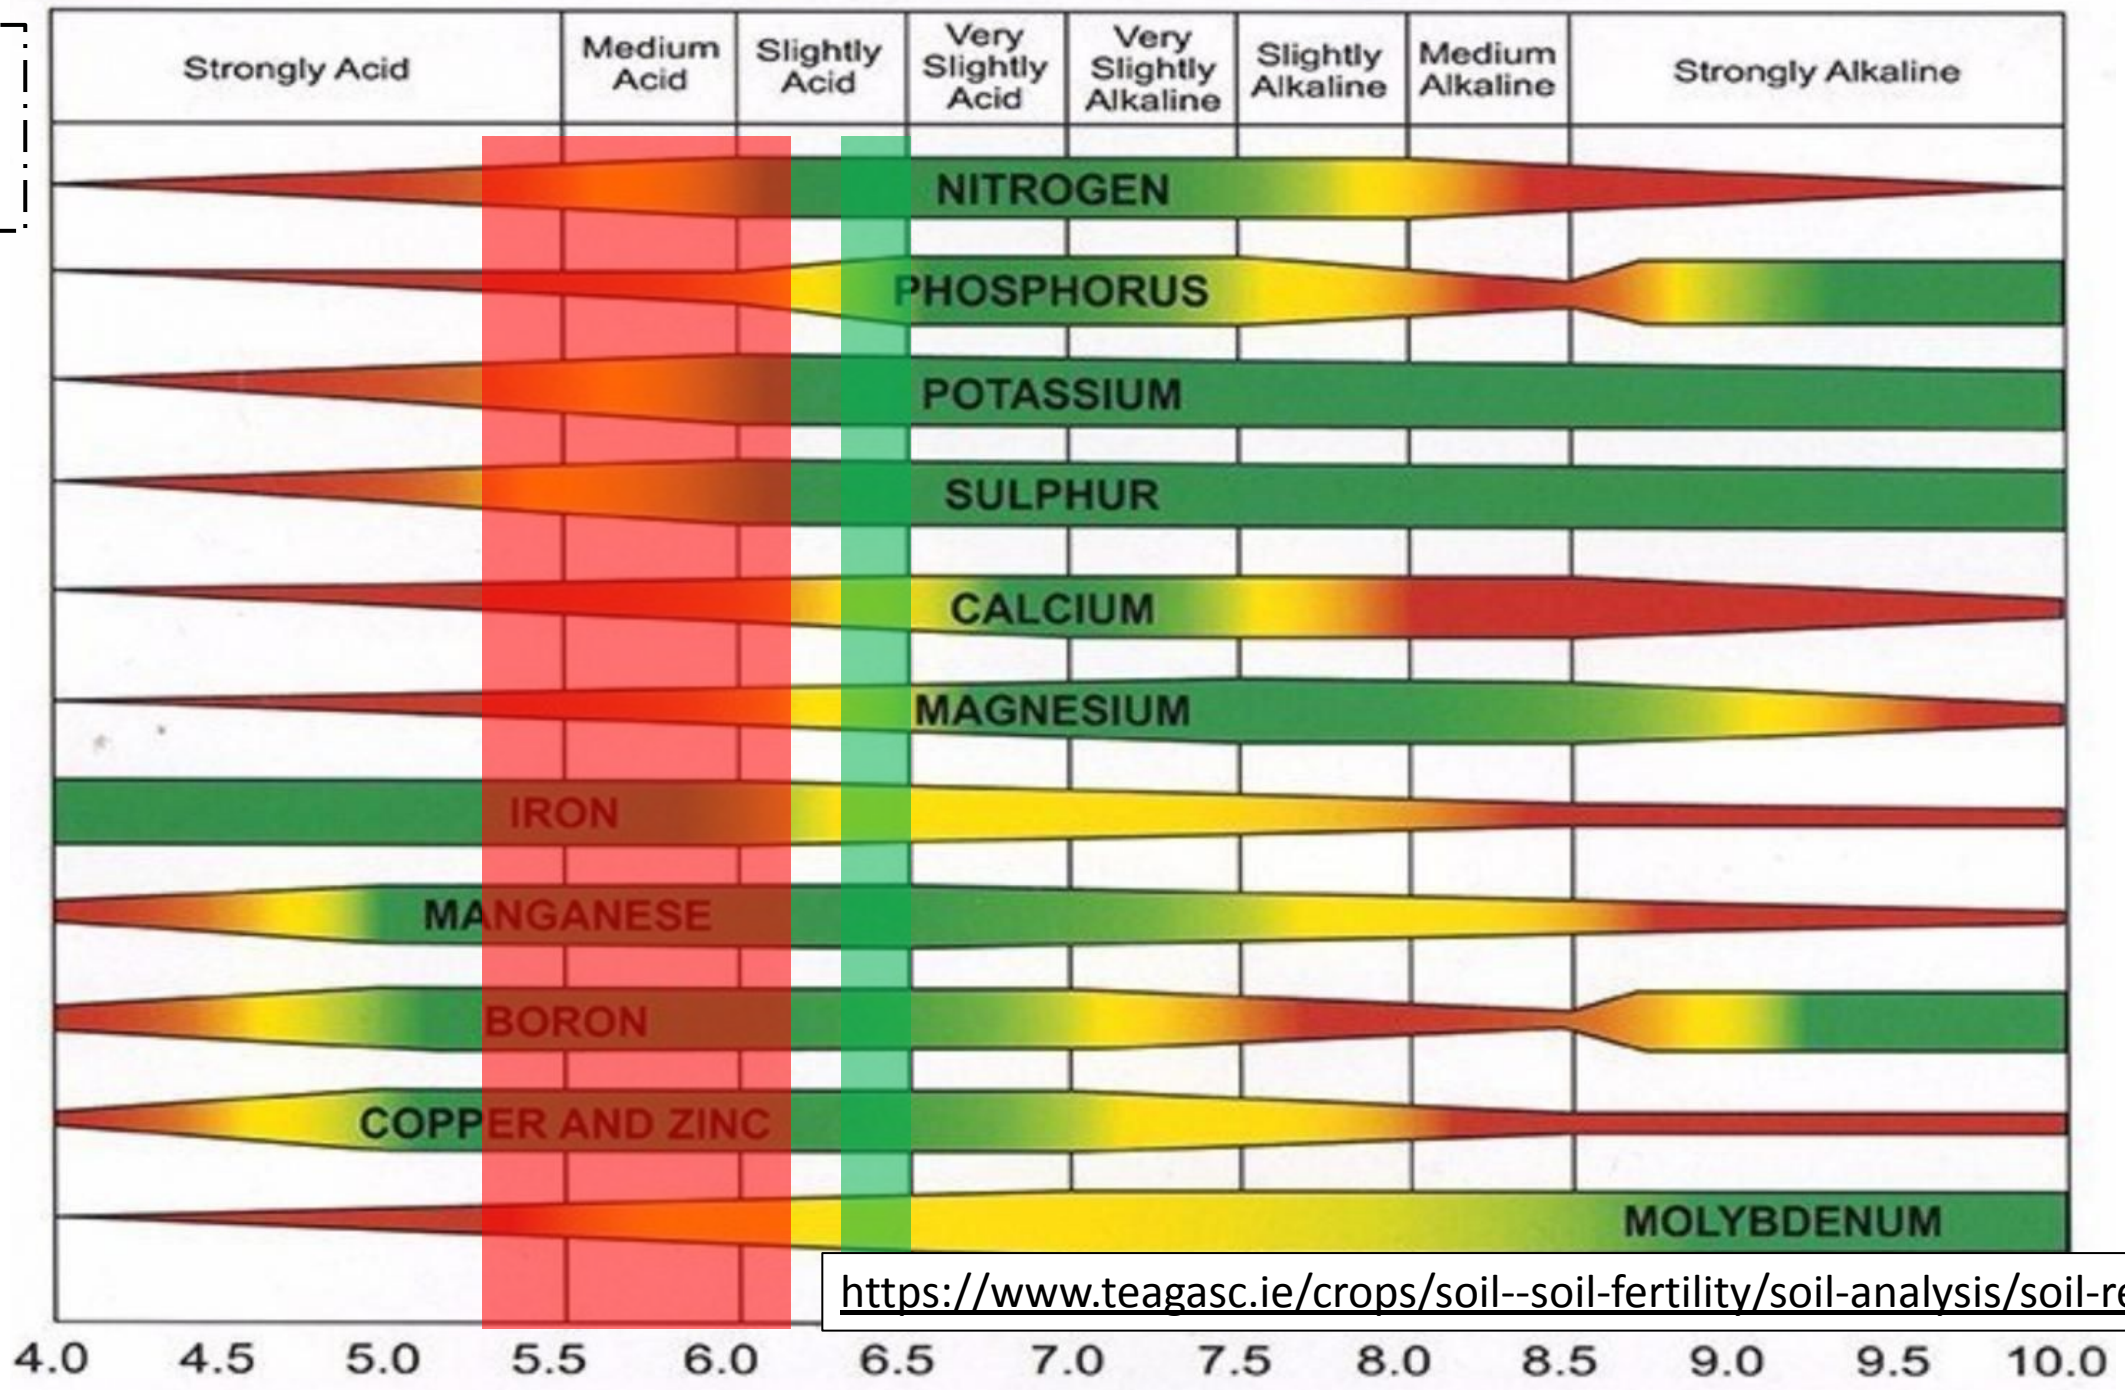 Strongly Acid
Medium
Acid
Slightly
Acid
Very
Slightly
Acid
Very
Slightly
Alkaline
Slightly
Alkaline
Medium
Alkaline
Strongly Alkaline
NITROGEN
PHOSPHORUS
POTASSIUM
SULPHUR
CALCIUM
MAGNESIUM
IRON
MANGANESE
BORON
COPPER AND ZINC
MOLYBDENUM
https://www.teagasc.ie/crops/soil--soil-fertility/soil-analysis/soil-re
4.0 4.5 5.0 5.5 6.0 6.5 7.0 7.5 8.0 8.5 9.0 9.5 10.0